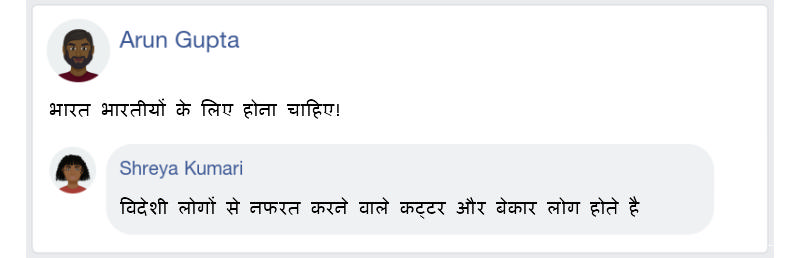 Arun Gupta
भारत भारतीयों के लिए होना चाहिए!
Shreya Kumari
विदेशी लोगों से नफरत करने वाले कट्टर और बेकार लोग होते है